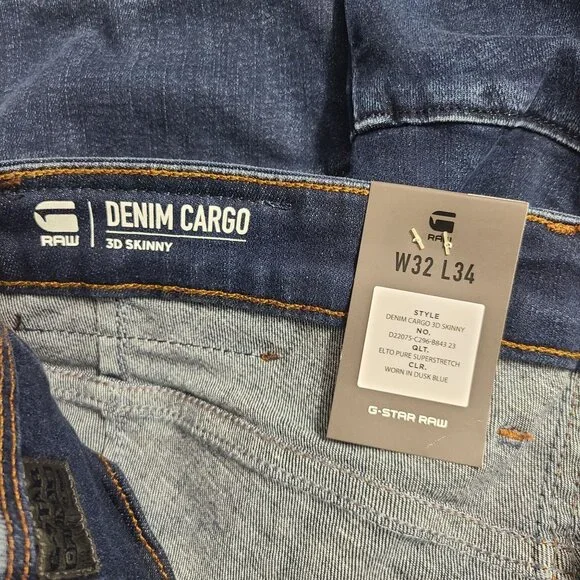 RAW
DENIM CARGO
3D SKINNY
RAW
W32 L34
STYLE
DENIM CARGO 3D SKINNY
NO.
D22075-C296-B843 23
QLT.
ELTO PURE SUPERSTRETCH
CLR.
WORN IN DUSK BLUE
G-STAR RAW